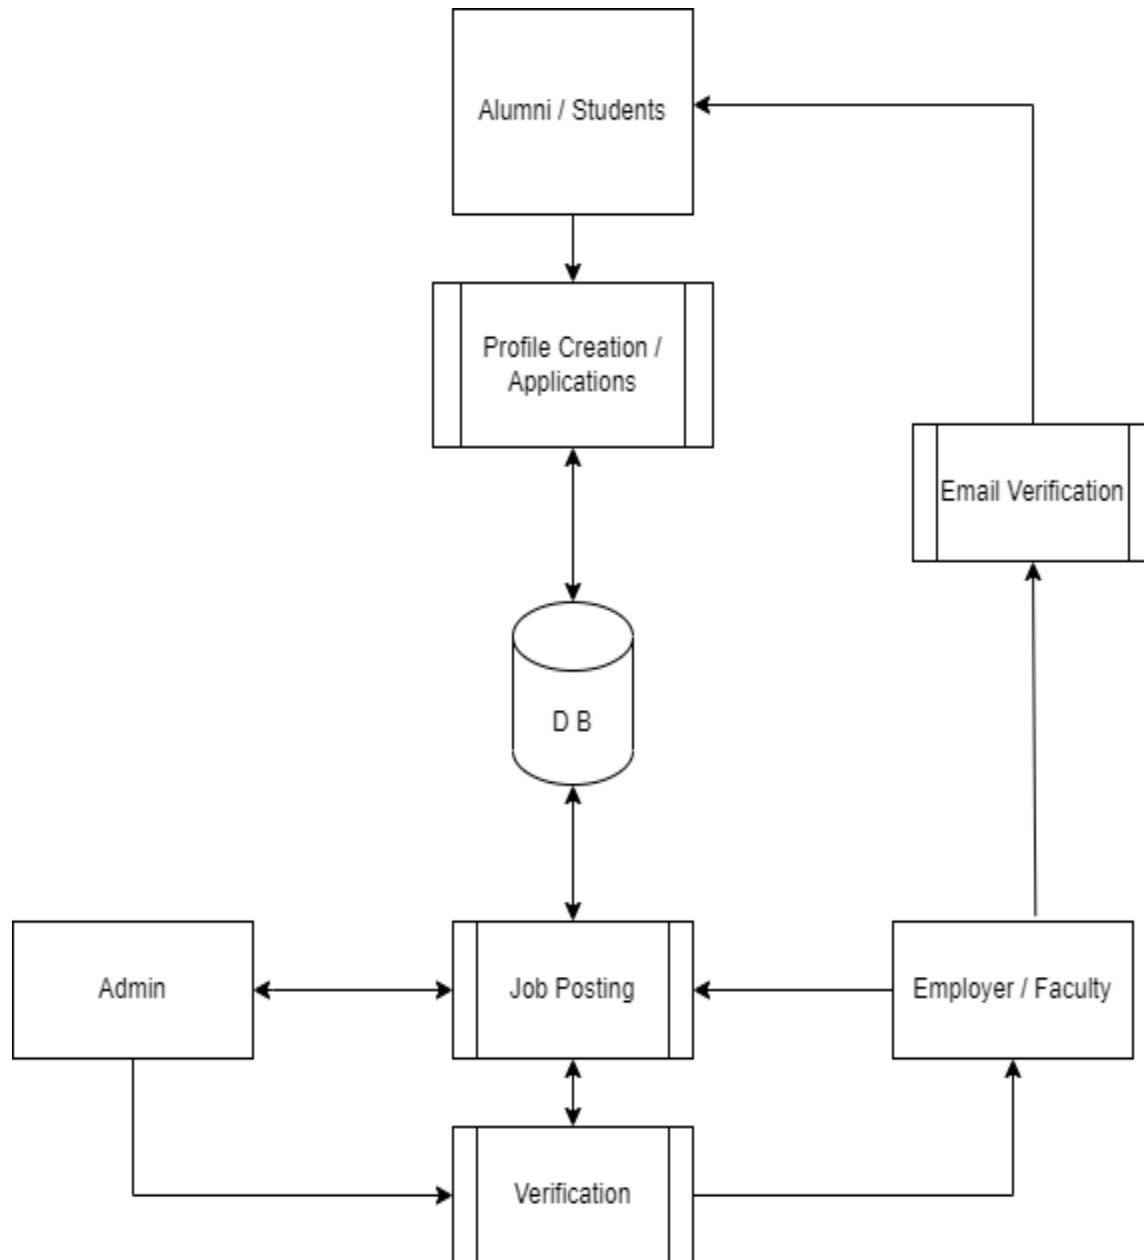 Alumni / Students
Profile Creation /
Applications
Email Verification
D B
Admin
Job Posting
Employer / Faculty
Verification